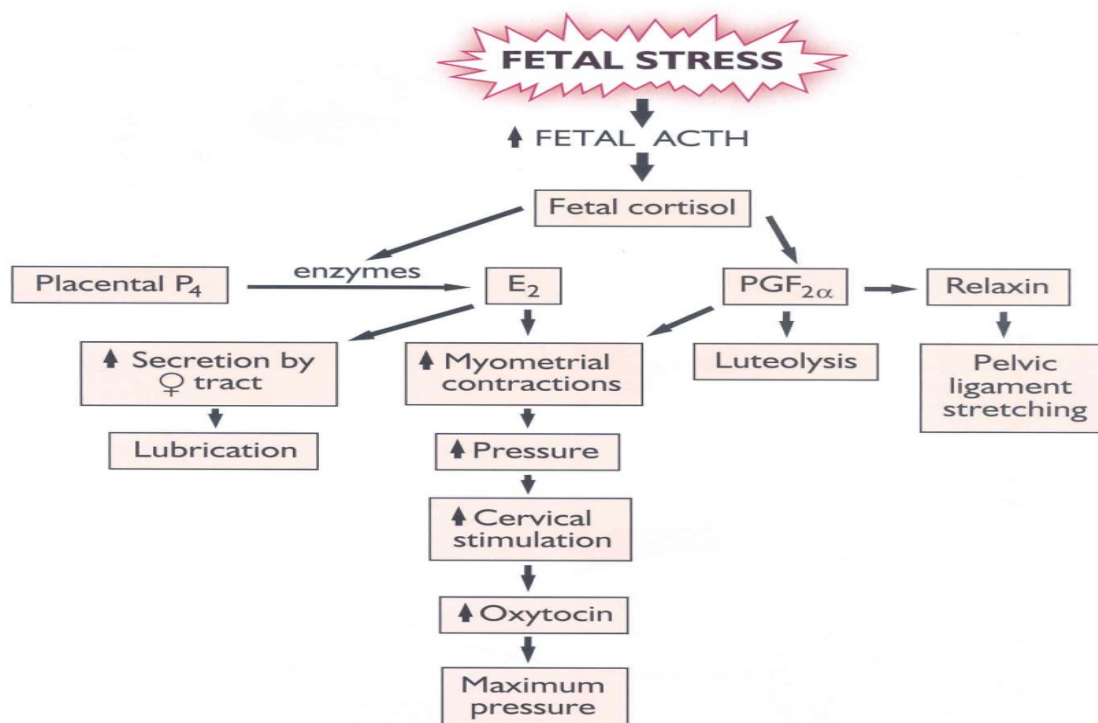 FETAL STRESS
↑ FETAL ACTH
Fetal cortisol
Placental P₄
enzymes
E₂
PGF₂α
Relaxin
↑ Secretion by
♀ tract
↑ Myometrial
contractions
Luteolysis
Pelvic
ligament
stretching
Lubrication
↑ Pressure
↑ Cervical
stimulation
↑ Oxytocin
Maximum
pressure